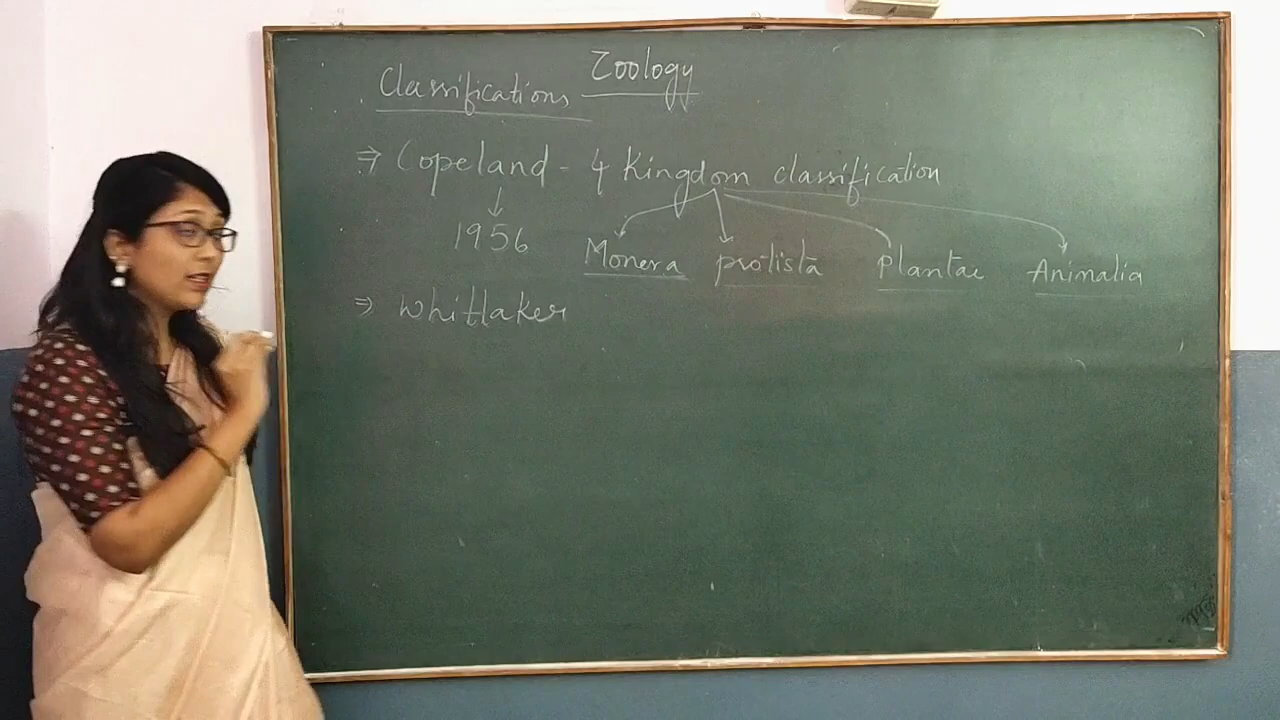 Zoology
Classifications
⇒ Copeland - 4 Kingdom classification
1956
Monera protista plantae Animalia
⇒ Whittaker